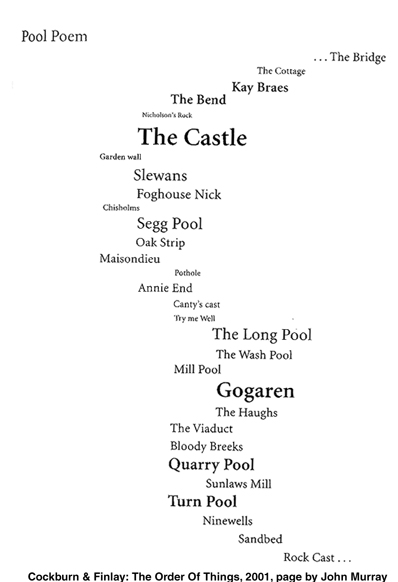 Pool Poem
. . . The Bridge
The Cottage
Kay Braes
The Bend
Nicholson's Rock
The Castle
Garden wall
Slewans
Foghouse Nick
Chisholms
Segg Pool
Oak Strip
Maisondieu
Pothole
Annie End
Canty's cast
Try me Well
The Long Pool
The Wash Pool
Mill Pool
Gogaren
The Haughs
The Viaduct
Bloody Breeks
Quarry Pool
Sunlaws Mill
Turn Pool
Ninewells
Sandbed
Rock Cast . . .
Cockburn & Finlay: The Order Of Things, 2001, page by John Murray